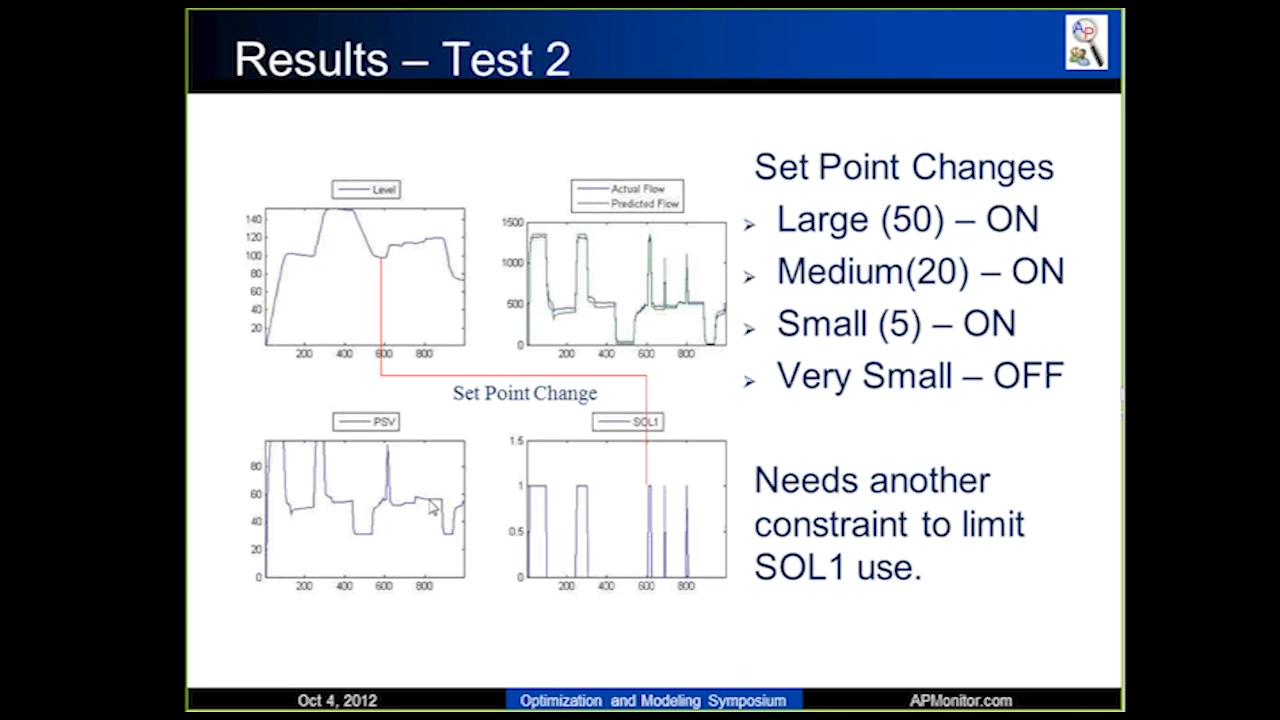 Results – Test 2
AP
Level
140
120
100
80
60
40
20
200 400 600 800
Actual Flow
Predicted Flow
1500
1000
500
0
200 400 600 800
Set Point Change
PSV
80
60
40
20
0
200 400 600 800
SOL1
1.5
1
0.5
0
200 400 600 800
Set Point Changes
Large (50) – ON
Medium(20) – ON
Small (5) – ON
Very Small – OFF
Needs another
constraint to limit
SOL1 use.
Oct 4, 2012
Optimization and Modeling Symposium
APMonitor.com